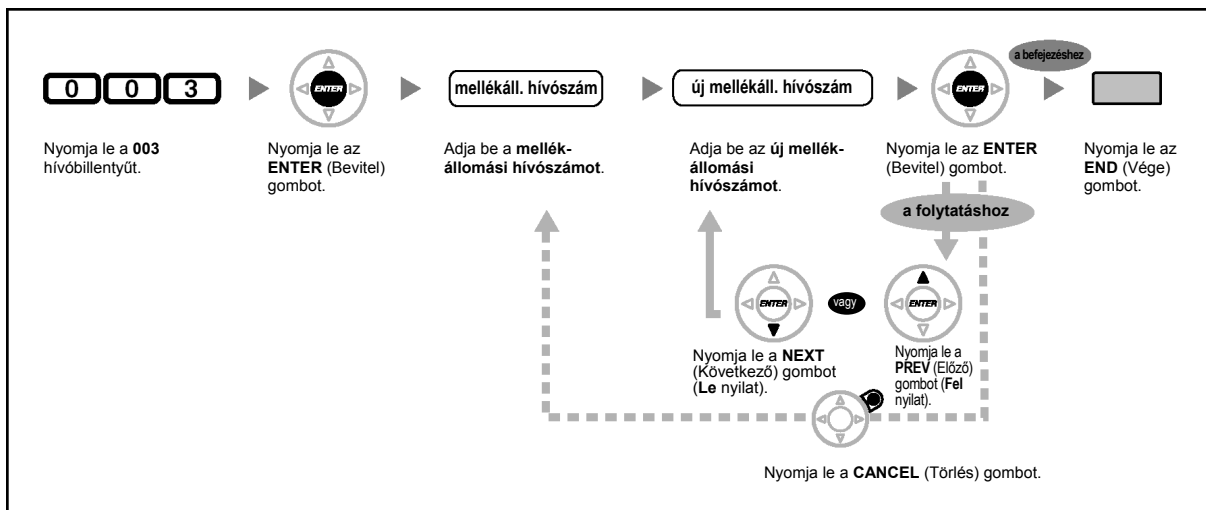 0 0 3
ENTER
mellékáll. hívószám
új mellékáll. hívószám
ENTER
a befejezéshez
Nyomja le a 003
hívóbillentyűt.
Nyomja le az
ENTER (Bevitel)
gombot.
Adja be a mellék-
állomási hívószámot.
Adja be az új mellék-
állomási
hívószámot.
Nyomja le az ENTER
(Bevitel) gombot.
Nyomja le az
END (Vége)
gombot.
a folytatáshoz
ENTER
vagy
ENTER
Nyomja le a NEXT
(Következő) gombot
(Le nyilat).
Nyomja le a
PREV (Előző)
gombot (Fel
nyilat).
Nyomja le a CANCEL (Törlés) gombot.